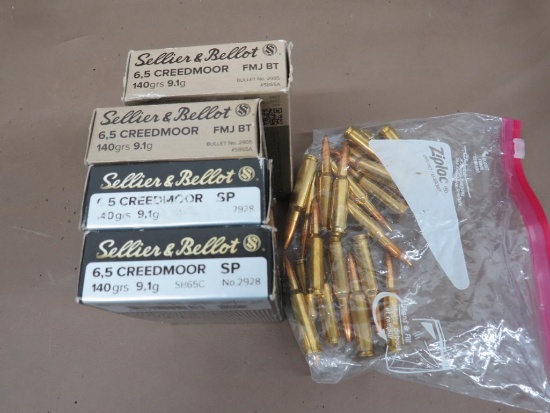 Sellier & Bellot
6,5 CREEDMOOR FMJ BT
140grs 9.1g
Sellier & Bellot
6,5 CREEDMOOR FMJ BT
140grs 9.1g
Sellier & Bellot
6,5 CREEDMOOR SP
140grs 9,1g 2928
Sellier & Bellot
6,5 CREEDMOOR SP
140grs 9,1g SH65C No.2928
Ziploc